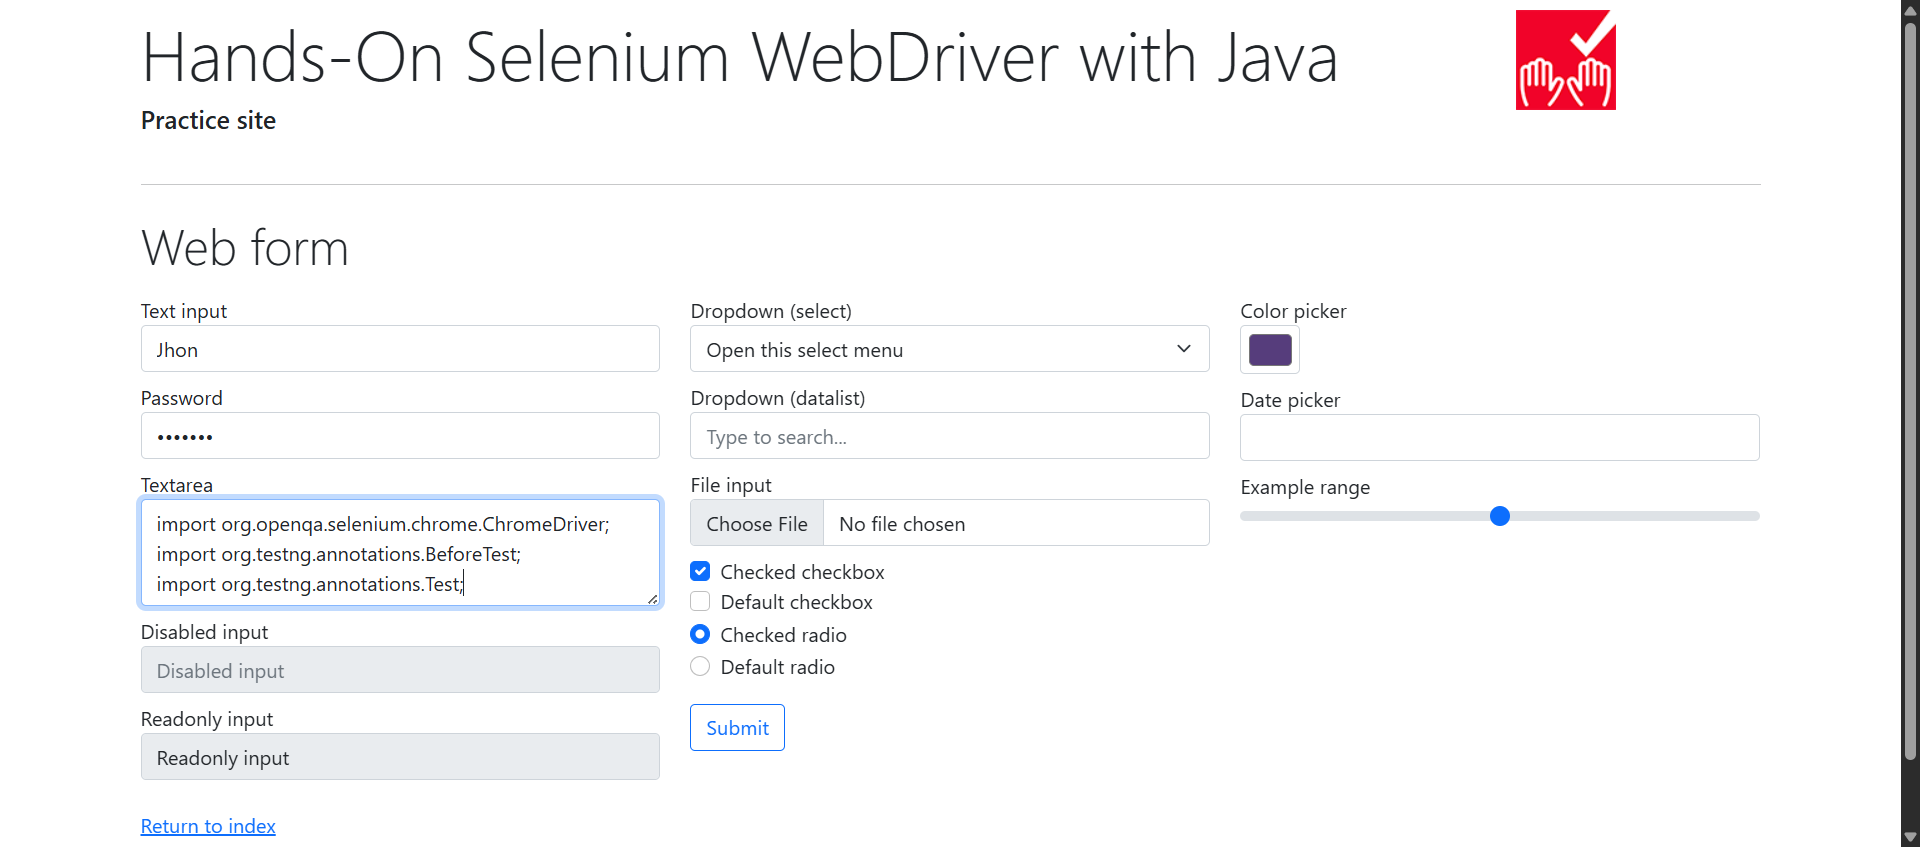 Hands-On Selenium WebDriver with Java
Practice site
Web form
Text input
Jhon
Password
•••••••
Textarea
import org.openqa.selenium.chrome.ChromeDriver;
import org.testng.annotations.BeforeTest;
import org.testng.annotations.Test;
Disabled input
Disabled input
Readonly input
Readonly input
Return to index
Dropdown (select)
Open this select menu
Dropdown (datalist)
Type to search...
File input
Choose File No file chosen
Checked checkbox
Default checkbox
Checked radio
Default radio
Submit
Color picker
Date picker
Example range